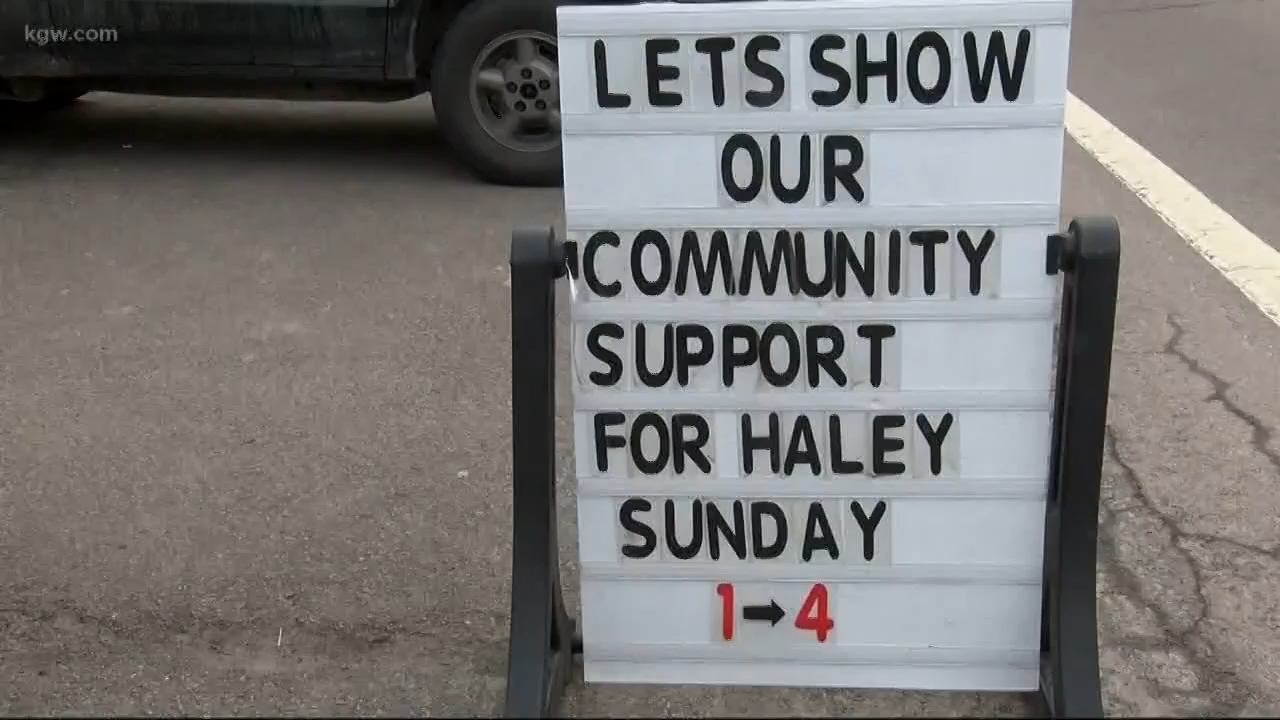 kgw.com
LETS SHOW
OUR
COMMUNITY
SUPPORT
FOR HALEY
SUNDAY
1➡4